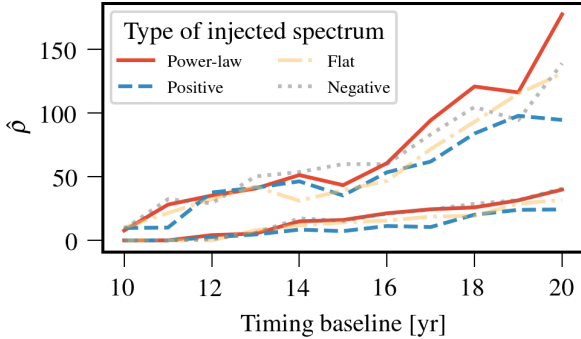 Type of injected spectrum
Power-law Flat
Positive Negative
150
100
50
0
ρ̂
10 12 14 16 18 20
Timing baseline [yr]